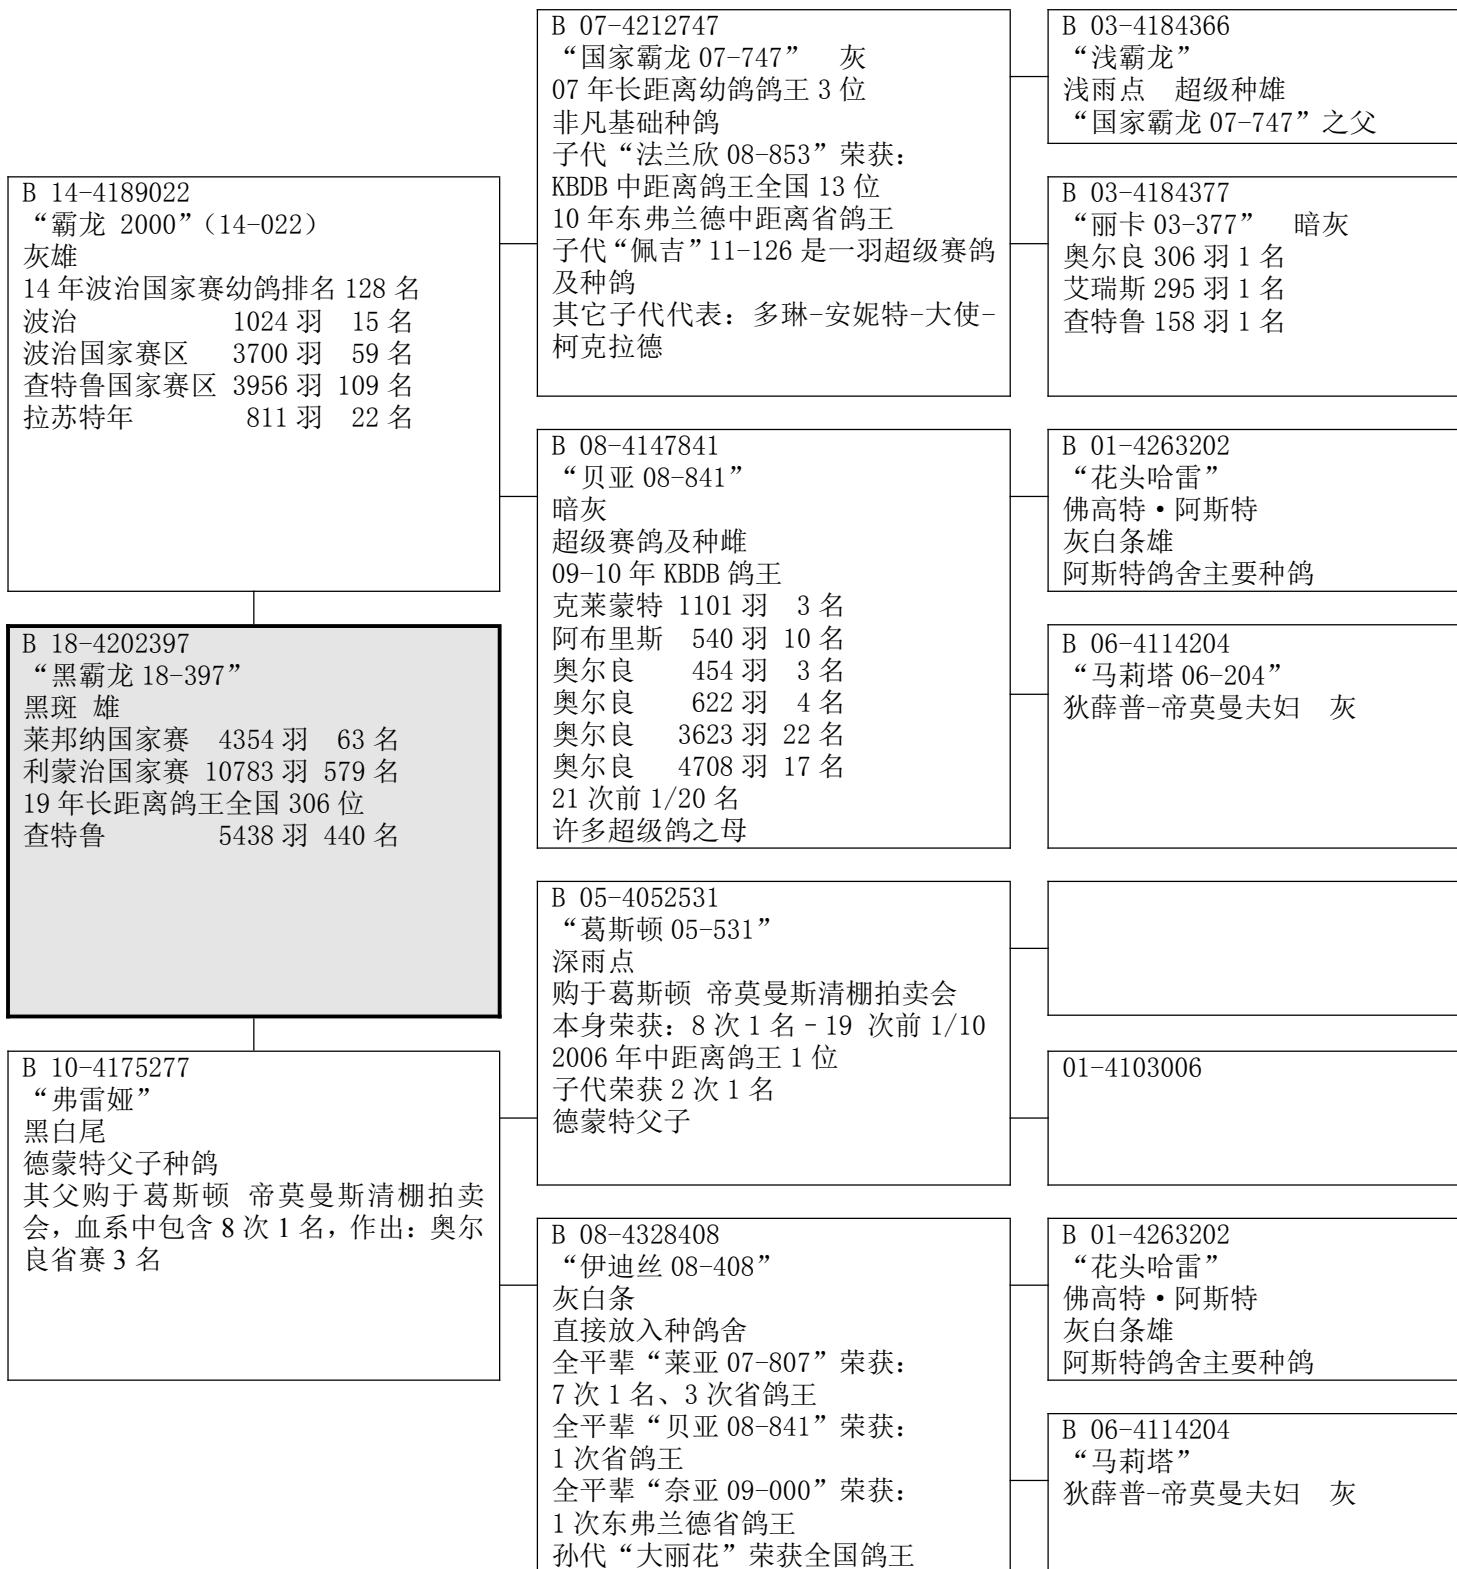 B 14-4189022
“霸龙 2000”(14-022)
灰雄
14 年波治国家赛幼鸽排名 128 名
波治 1024 羽 15 名
波治国家赛区 3700 羽 59 名
查特鲁国家赛区 3956 羽 109 名
拉苏特年 811 羽 22 名
B 18-4202397
“黑霸龙 18-397”
黑斑 雄
莱邦纳国家赛 4354 羽 63 名
利蒙治国家赛 10783 羽 579 名
19 年长距离鸽王全国 306 位
查特鲁 5438 羽 440 名
B 10-4175277
“弗雷娅”
黑白尾
德蒙特父子种鸽
其父购于葛斯顿 帝莫曼斯清棚拍卖
会，血系中包含 8 次 1 名，作出：奥尔
良省赛 3 名
B 07-4212747
“国家霸龙 07-747” 灰
07 年长距离幼鸽鸽王 3 位
非凡基础种鸽
子代“法兰欣 08-853”荣获：
KBDB 中距离鸽王全国 13 位
10 年东弗兰德中距离省鸽王
子代“佩吉”11-126 是一羽超级赛鸽
及种鸽
其它子代代表：多琳-安妮特-大使-
柯克拉德
B 08-4147841
“贝亚 08-841”
暗灰
超级赛鸽及种雌
09-10 年 KBDB 鸽王
克莱蒙特 1101 羽 3 名
阿布里斯 540 羽 10 名
奥尔良 454 羽 3 名
奥尔良 622 羽 4 名
奥尔良 3623 羽 22 名
奥尔良 4708 羽 17 名
21 次前 1/20 名
许多超级鸽之母
B 05-4052531
“葛斯顿 05-531”
深雨点
购于葛斯顿 帝莫曼斯清棚拍卖会
本身荣获：8 次 1 名–19 次前 1/10
2006 年中距离鸽王 1 位
子代荣获 2 次 1 名
德蒙特父子
B 08-4328408
“伊迪丝 08-408”
灰白条
直接放入种鸽舍
全平辈“莱亚 07-807”荣获：
7 次 1 名、3 次省鸽王
全平辈“贝亚 08-841”荣获：
1 次省鸽王
全平辈“奈亚 09-000”荣获：
1 次东弗兰德省鸽王
孙代“大丽花”荣获全国鸽王
B 03-4184366
“浅霸龙”
浅雨点 超级种雄
“国家霸龙 07-747”之父
B 03-4184377
“丽卡 03-377” 暗灰
奥尔良 306 羽 1 名
艾瑞斯 295 羽 1 名
查特鲁 158 羽 1 名
B 01-4263202
“花头哈雷”
佛高特·阿斯特
灰白条雄
阿斯特鸽舍主要种鸽
B 06-4114204
“马莉塔 06-204”
狄薛普-帝莫曼夫妇 灰
01-4103006
B 01-4263202
“花头哈雷”
佛高特·阿斯特
灰白条雄
阿斯特鸽舍主要种鸽
B 06-4114204
“马莉塔”
狄薛普-帝莫曼夫妇 灰